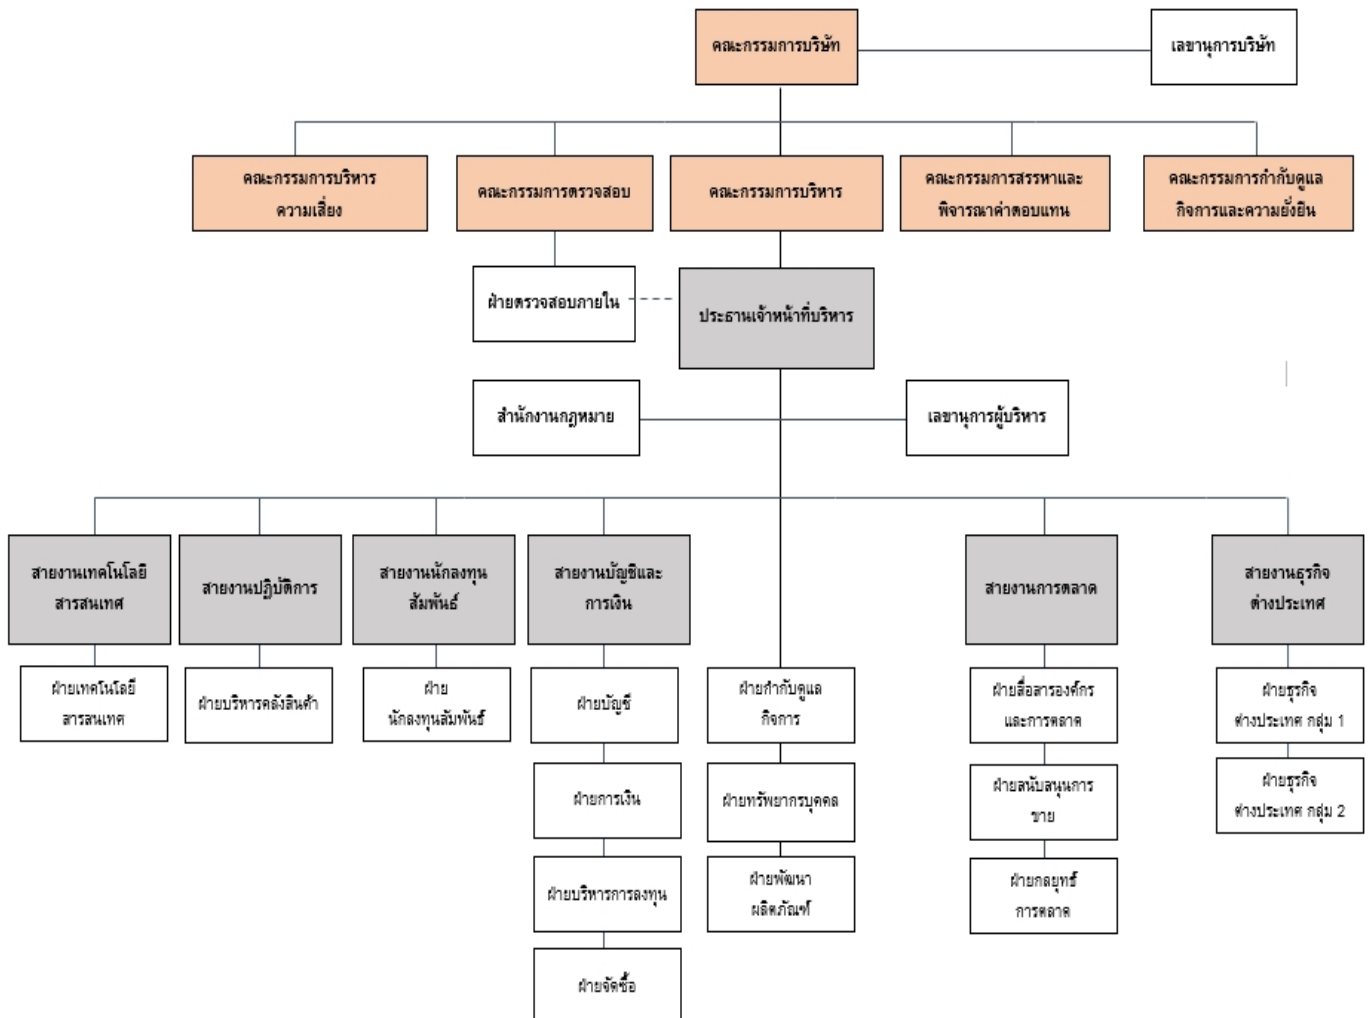 คณะกรรมการบริษัท
เลขานุการบริษัท
คณะกรรมการบริหาร
ความเสี่ยง
คณะกรรมการตรวจสอบ
คณะกรรมการบริหาร
คณะกรรมการสรรหาและ
พิจารณาค่าตอบแทน
คณะกรรมการกำกับดูแล
กิจการและความยั่งยืน
ฝ่ายตรวจสอบภายใน
ประธานเจ้าหน้าที่บริหาร
สำนักงานกฎหมาย
เลขานุการผู้บริหาร
สายงานเทคโนโลยี
สารสนเทศ
สายงานปฏิบัติการ
สายงานนักลงทุน
สัมพันธ์
สายงานบัญชีและ
การเงิน
สายงานการตลาด
สายงานธุรกิจ
ต่างประเทศ
ฝ่ายเทคโนโลยี
สารสนเทศ
ฝ่ายบริหารคลังสินค้า
ฝ่าย
นักลงทุนสัมพันธ์
ฝ่ายบัญชี
ฝ่ายกำกับดูแล
กิจการ
ฝ่ายสื่อสารองค์กร
และการตลาด
ฝ่ายธุรกิจ
ต่างประเทศ กลุ่ม 1
ฝ่ายการเงิน
ฝ่ายทรัพยากรบุคคล
ฝ่ายสนับสนุนการ
ขาย
ฝ่ายธุรกิจ
ต่างประเทศ กลุ่ม 2
ฝ่ายบริหารการลงทุน
ฝ่ายพัฒนา
ผลิตภัณฑ์
ฝ่ายกลยุทธ์
การตลาด
ฝ่ายจัดซื้อ